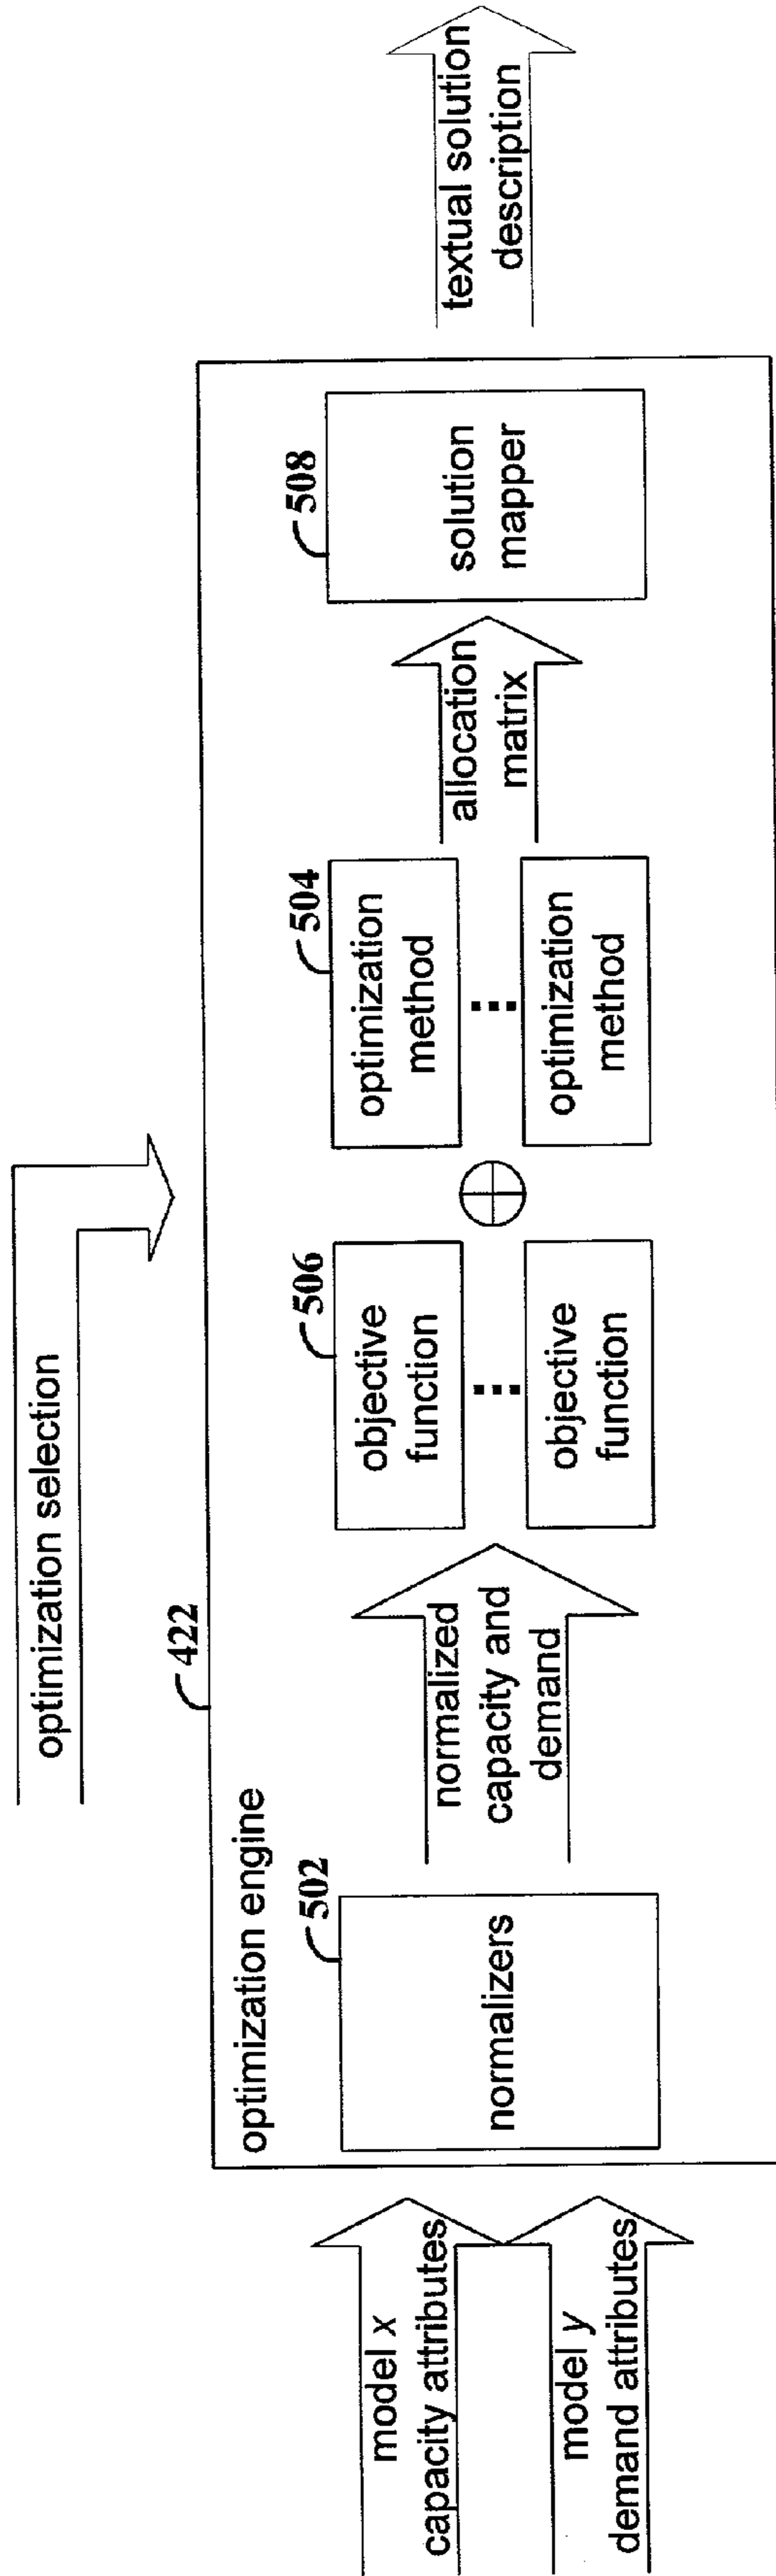 optimization selection
422
optimization engine
model x
capacity attributes
model y
demand attributes
502
normalizers
normalized
capacity and
demand
506
objective
function
objective
function
504
optimization
method
optimization
method
allocation
matrix
508
solution
mapper
textual solution
description